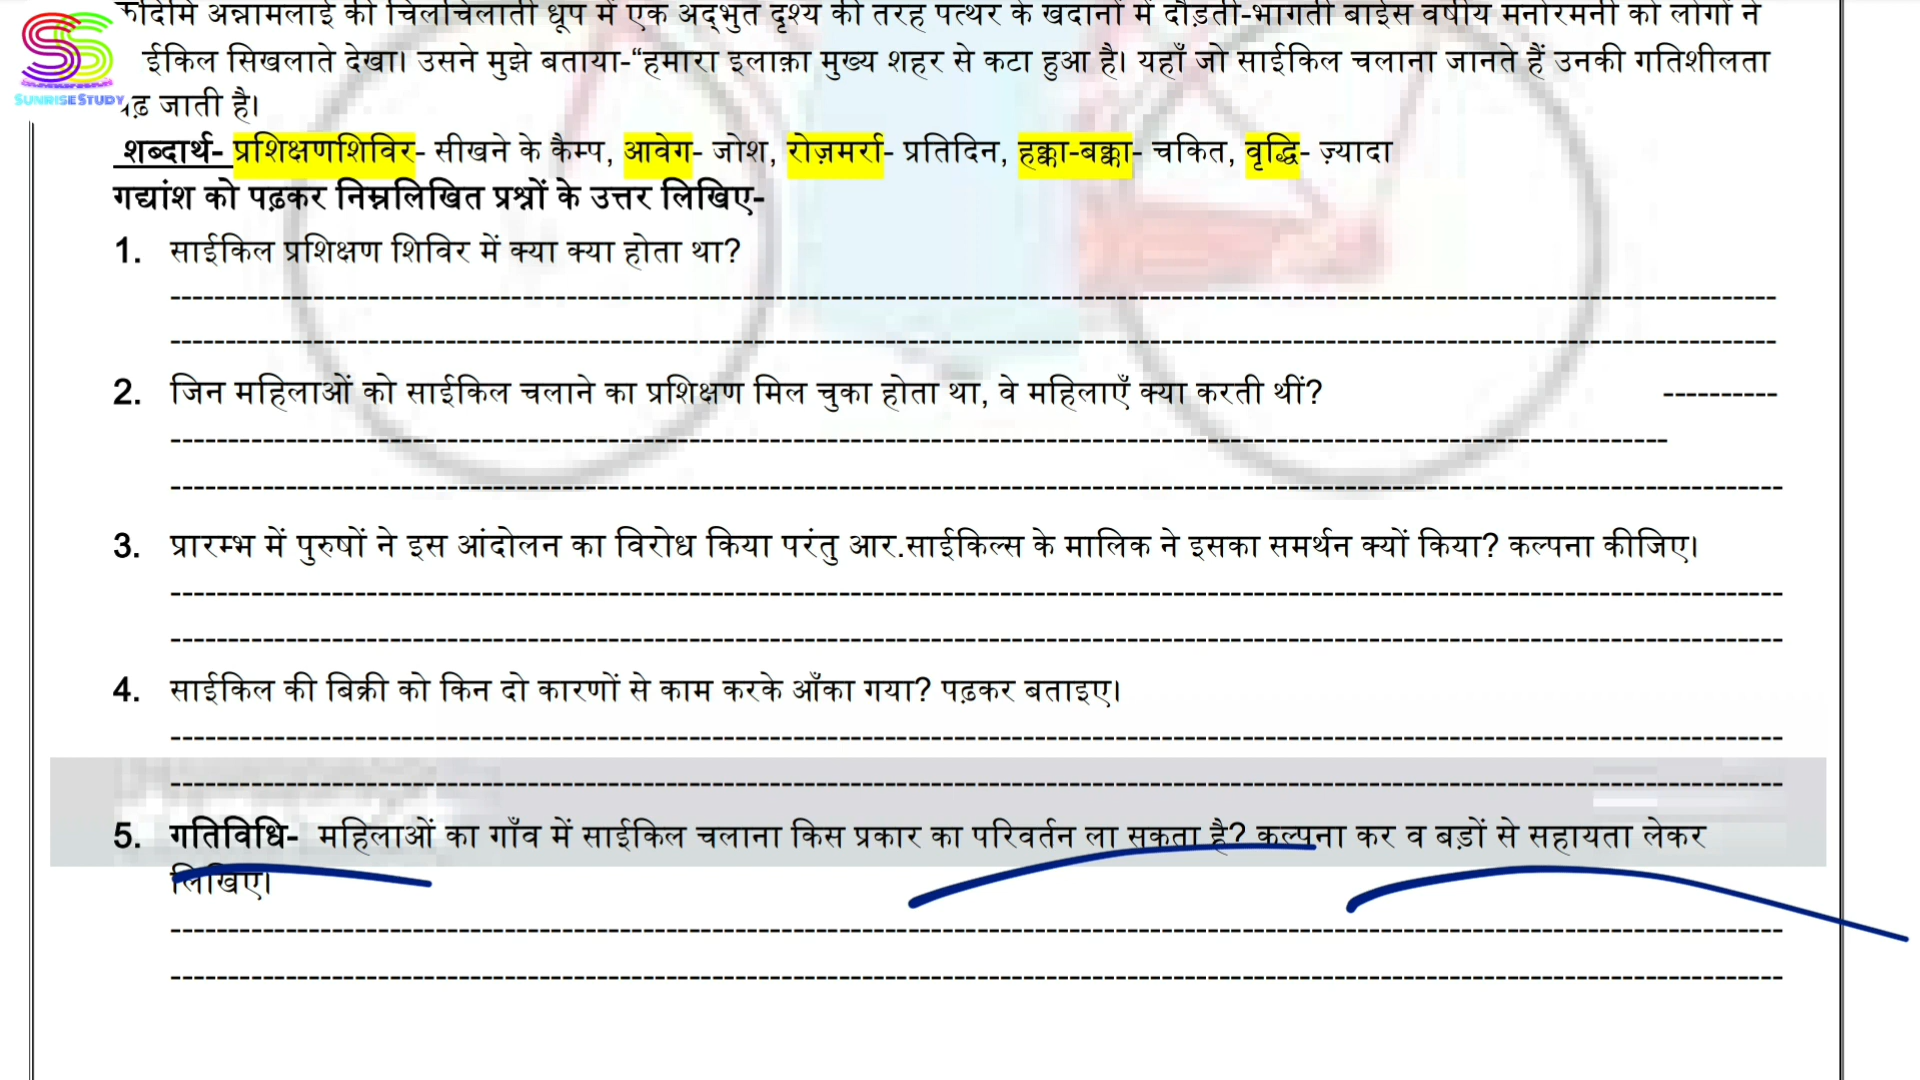 कुदिमि अन्नामलाई की चिलचिलाती धूप में एक अद्‌भुत दृश्य की तरह पत्थर के खदानों में दौड़ती-भागती बाईस वर्षीय मनोरमनी को लोगों ने
ईकिल सिखलाते देखा। उसने मुझे बताया-“हमारा इलाक़ा मुख्य शहर से कटा हुआ है। यहाँ जो साईकिल चलाना जानते हैं उनकी गतिशीलता
SUNRISESTUDY
बढ़ जाती है।
शब्दार्थ- प्रशिक्षणशिविर- सीखने के कैम्प, आवेग- जोश, रोज़मर्रा- प्रतिदिन, हक्का-बक्का- चकित, वृद्धि- ज़्यादा
गद्यांश को पढ़कर निम्नलिखित प्रश्नों के उत्तर लिखिए-
1. साईकिल प्रशिक्षण शिविर में क्या क्या होता था?
2. जिन महिलाओं को साईकिल चलाने का प्रशिक्षण मिल चुका होता था, वे महिलाएँ क्या करती थीं?
3. प्रारम्भ में पुरुषों ने इस आंदोलन का विरोध किया परंतु आर.साईकिल्स के मालिक ने इसका समर्थन क्यों किया? कल्पना कीजिए।
4. साईकिल की बिक्री को किन दो कारणों से काम करके आँका गया? पढ़कर बताइए।
5. गतिविधि- महिलाओं का गाँव में साईकिल चलाना किस प्रकार का परिवर्तन ला सकता है? कल्पना कर व बड़ों से सहायता लेकर
लिखिए।